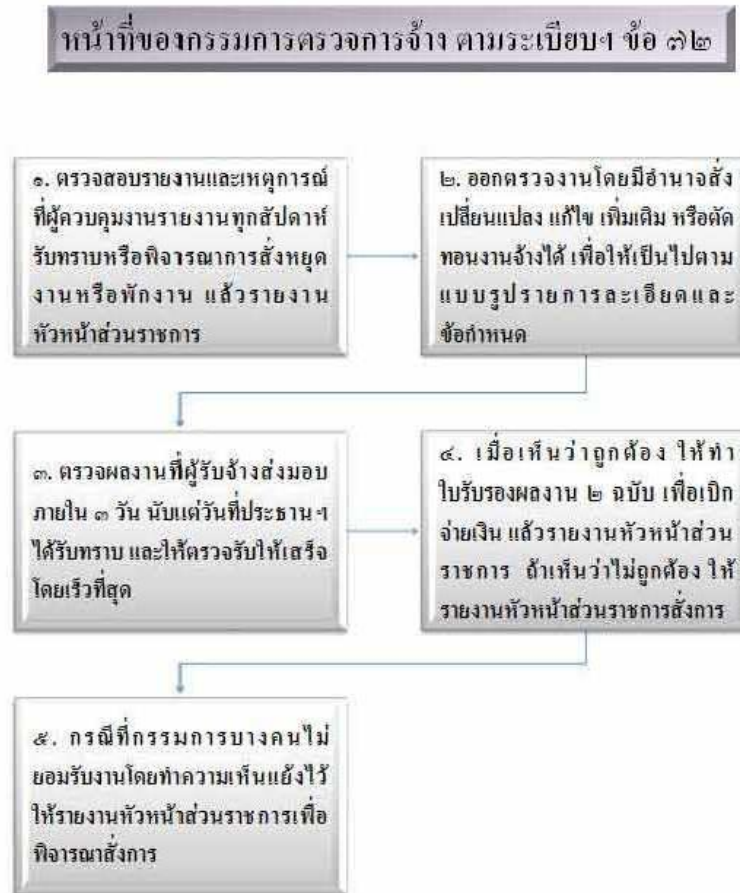 หน้าที่ของกรรมการตรวจการจ้าง ตามระเบียบฯ ข้อ ๗๒
๑. ตรวจสอบรายงานและเหตุการณ์
ที่ผู้ควบคุมงานรายงานทุกสัปดาห์
รับทราบหรือพิจารณาการสั่งหยุด
งานหรือพักงาน แล้วรายงาน
หัวหน้าส่วนราชการ
๒. ออกตรวจงานโดยมีอำนาจสั่ง
เปลี่ยนแปลง แก้ไข เพิ่มเติม หรือตัด
ทอนงานจ้างได้ เพื่อให้เป็นไปตาม
แบบรูปรายการละเอียดและ
ข้อกำหนด
๓. ตรวจผลงานที่ผู้รับจ้างส่งมอบ
ภายใน ๓ วัน นับแต่วันที่ประธานฯ
ได้รับทราบ และให้ตรวจรับให้เสร็จ
โดยเร็วที่สุด
๔. เมื่อเห็นว่าถูกต้อง ให้ทำ
ใบรับรองผลงาน ๒ ฉบับ เพื่อเบิก
จ่ายเงิน แล้วรายงานหัวหน้าส่วน
ราชการ ถ้าเห็นว่าไม่ถูกต้อง ให้
รายงานหัวหน้าส่วนราชการสั่งการ
๕. กรณีที่กรรมการบางคนไม่
ยอมรับงานโดยทำความเห็นแย้งไว้
ให้รายงานหัวหน้าส่วนราชการเพื่อ
พิจารณาสั่งการ